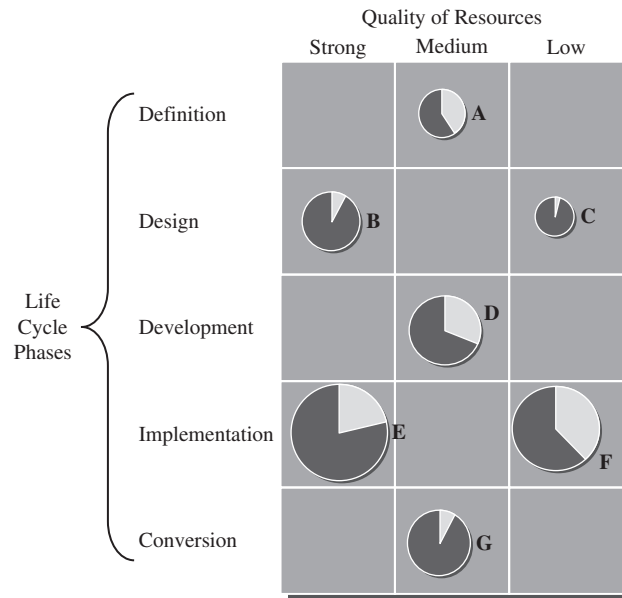 Quality of Resources
Strong Medium Low
Definition
A
Design
B
C
Life
Cycle
Phases
Development
D
Implementation
E
F
Conversion
G